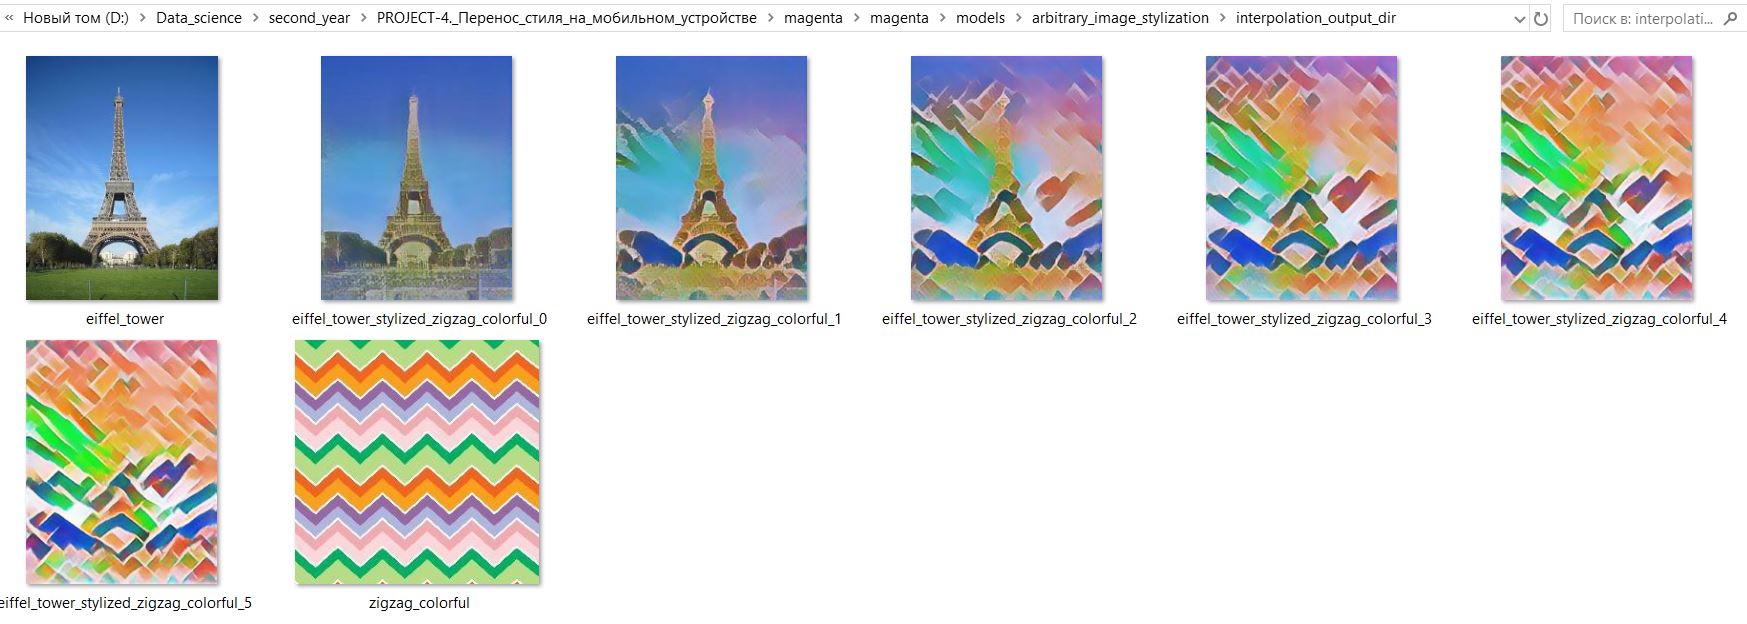 « Новый том (D:) > Data_science > second_year > PROJECT-4._Перенос_стиля_на_мобильном_устройстве > magenta > magenta > models > arbitrary_image_stylization > interpolation_output_dir
Поиск в: interpolati...
eiffel_tower
eiffel_tower_stylized_zigzag_colorful_0
eiffel_tower_stylized_zigzag_colorful_1
eiffel_tower_stylized_zigzag_colorful_2
eiffel_tower_stylized_zigzag_colorful_3
eiffel_tower_stylized_zigzag_colorful_4
eiffel_tower_stylized_zigzag_colorful_5
zigzag_colorful